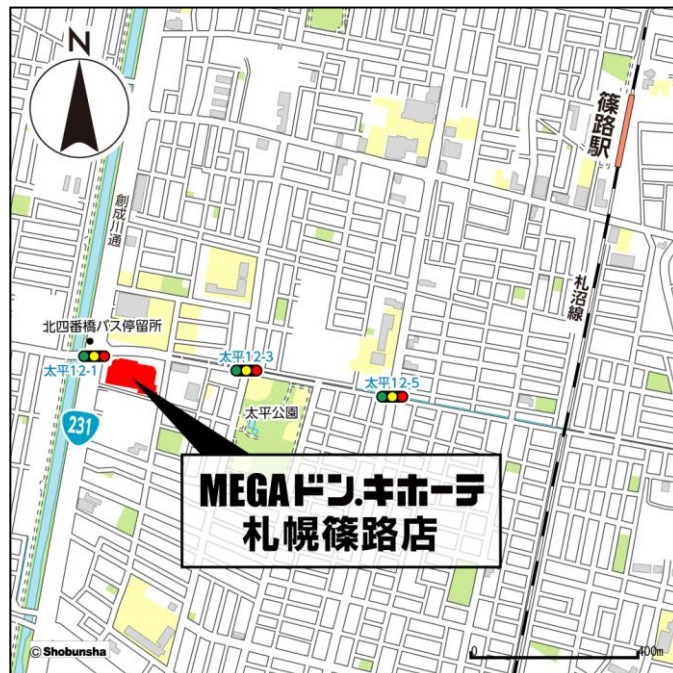 N
篠路駅
創成川通
札沼線
北四番橋バス停留所
太平12-1
太平12-3
太平12-5
太平公園
231
MEGAドン.キホーテ
札幌篠路店
© Shobunsha
0 400m